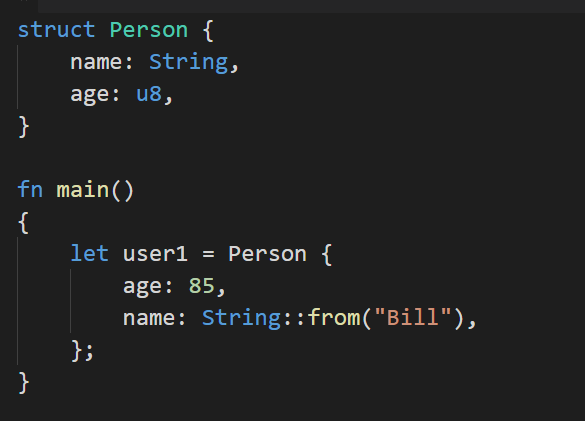 struct Person {
    name: String,
    age: u8,
}

fn main()
{
    let user1 = Person {
        age: 85,
        name: String::from("Bill"),
    };
}